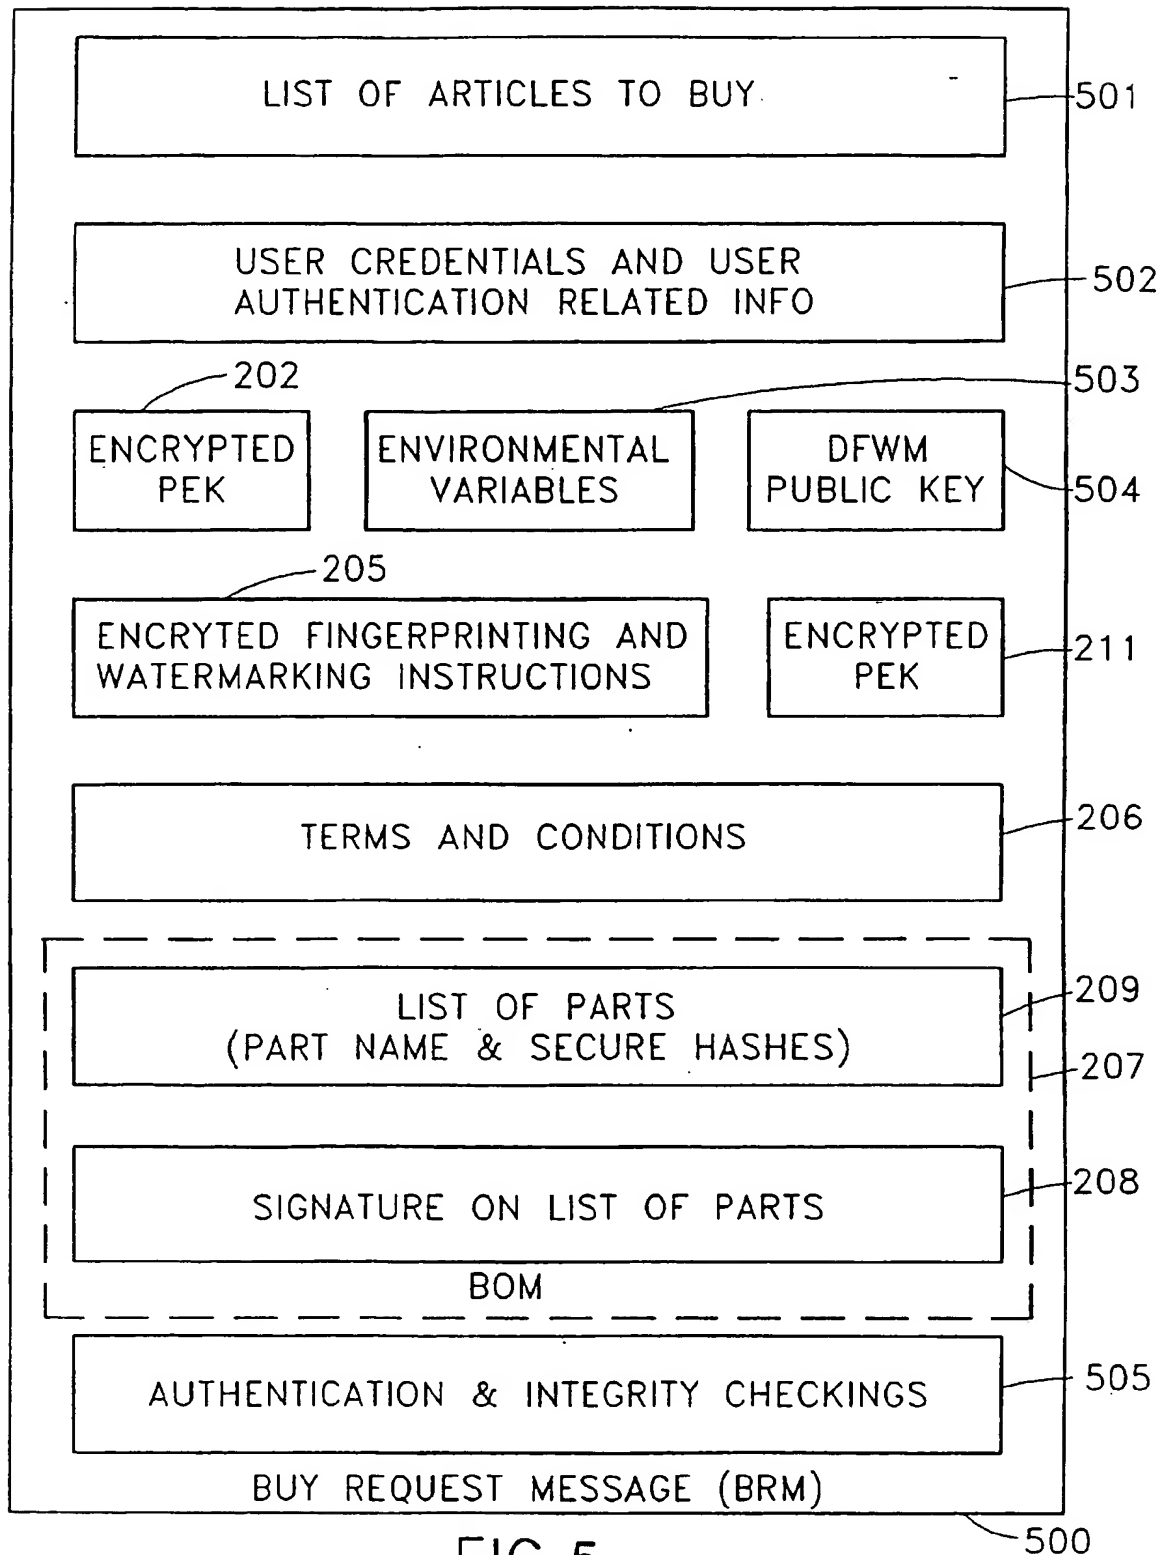 LIST OF ARTICLES TO BUY
501
USER CREDENTIALS AND USER
AUTHENTICATION RELATED INFO
502
202
503
ENCRYPTED
PEK
ENVIRONMENTAL
VARIABLES
DFWM
PUBLIC KEY
504
205
ENCRYTED FINGERPRINTING AND
WATERMARKING INSTRUCTIONS
ENCRYPTED
PEK
211
TERMS AND CONDITIONS
206
LIST OF PARTS
(PART NAME & SECURE HASHES)
209
207
SIGNATURE ON LIST OF PARTS
208
BOM
AUTHENTICATION & INTEGRITY CHECKINGS
505
BUY REQUEST MESSAGE (BRM)
500
FIG. 5